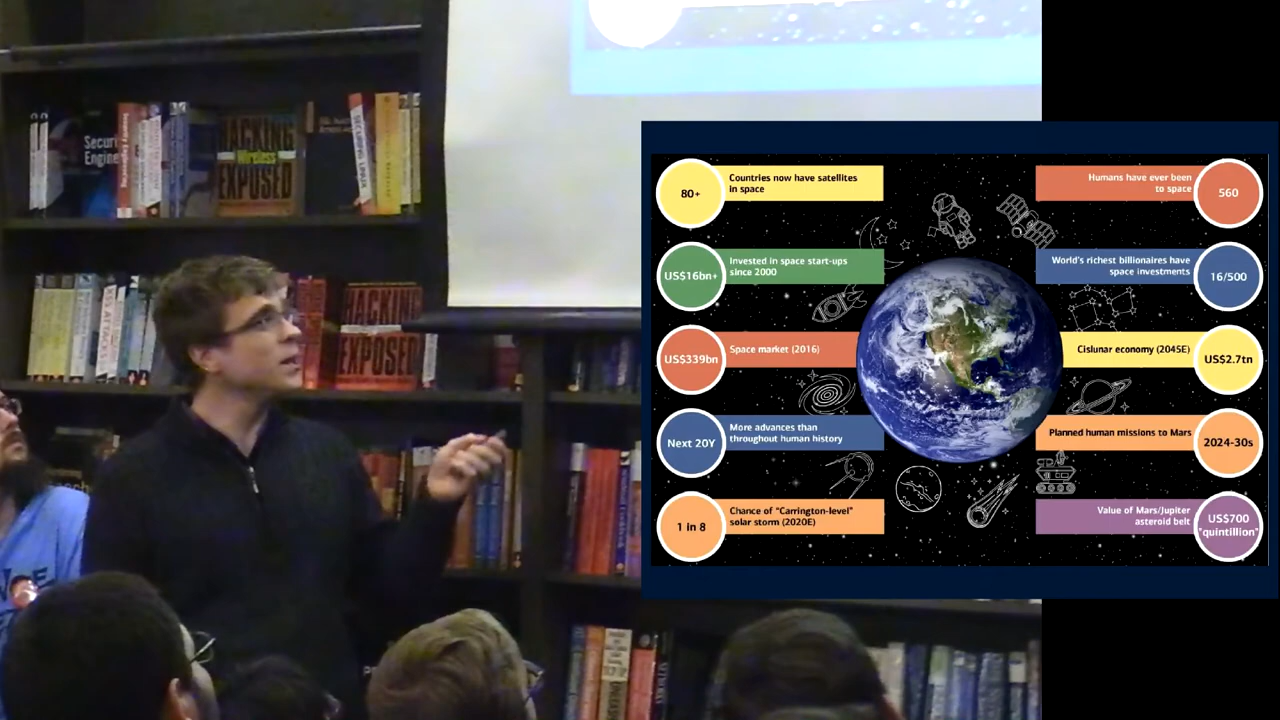 Secur
Engine
HACKING
Wireless
EXPOSED
SECURING LINUX
HACKING
EXPOSED
80+
Countries now have satellites
in space
US$16bn+
Invested in space start-ups
since 2000
US$339bn
Space market (2016)
Next 20Y
More advances than
throughout human history
1 in 8
Chance of "Carrington-level"
solar storm (2020E)
Humans have ever been
to space
560
World's richest billionaires have
space investments
16/500
Cislunar economy (2045E)
US$2.7tn
Planned human missions to Mars
2024-30s
Value of Mars/Jupiter
asteroid belt
US$700
"quintillion"